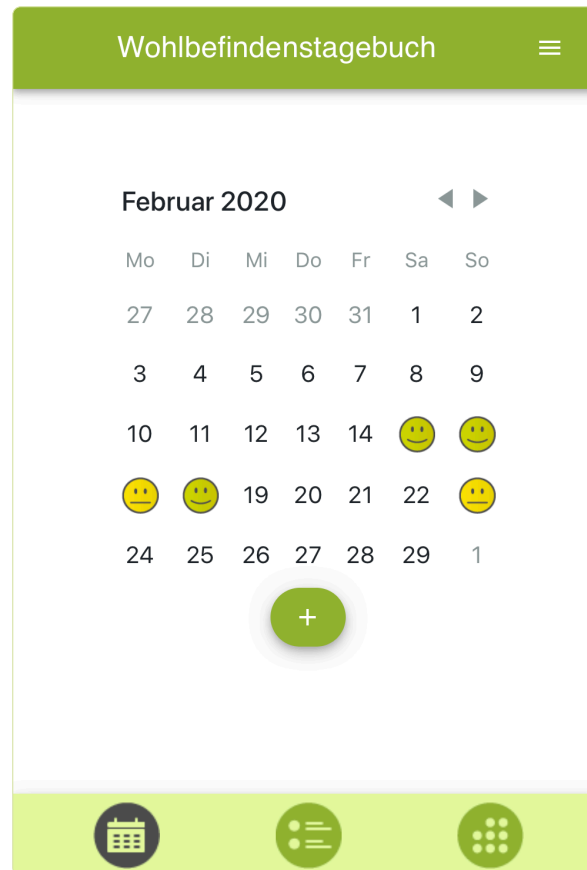 Wohlbefindenstagebuch
Februar 2020
Mo Di Mi Do Fr Sa So
27 28 29 30 31 1 2
3 4 5 6 7 8 9
10 11 12 13 14
19 20 21 22
24 25 26 27 28 29 1
+